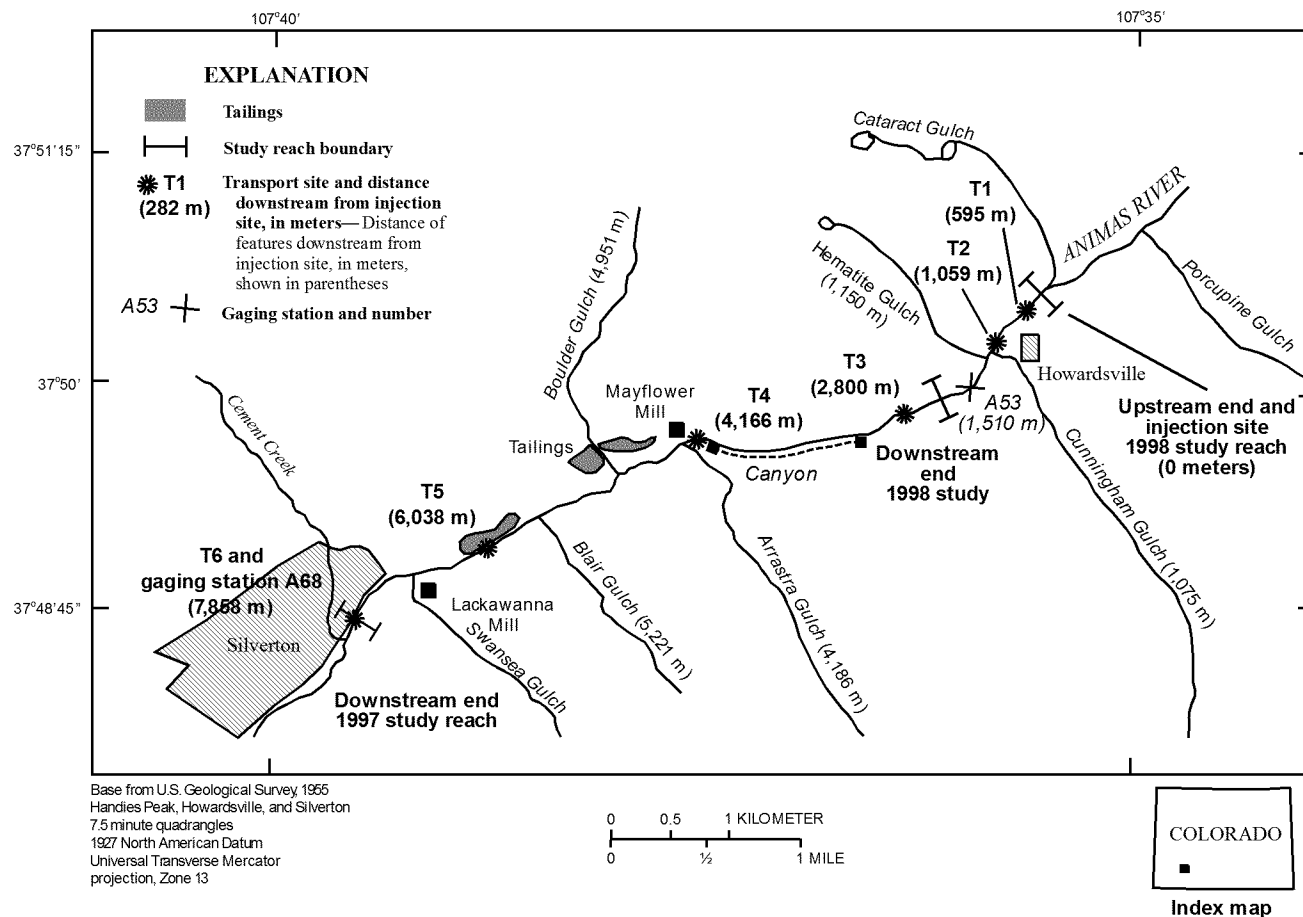 107°40'
107°35'
EXPLANATION
Tailings
37°51'15"
Study reach boundary
T1
(282 m)
Transport site and distance
downstream from injection
site, in meters— Distance of
features downstream from
injection site, in meters,
shown in parentheses
A53
Gaging station and number
Cataract Gulch
T1
(595 m)
ANIMAS RIVER
T2
(1,059 m)
Hematite Gulch
(1,150 m)
Porcupine Gulch
Boulder Gulch (4,951 m)
37°50'
Howardsville
T3
(2,800 m)
A53
(1,510 m)
Mayflower
Mill
T4
(4,166 m)
Upstream end and
injection site
1998 study reach
(0 meters)
Cement Creek
Tailings
Canyon
Downstream
end
1998 study
Cunningham Gulch (1,075 m)
T5
(6,038 m)
Arrastra Gulch (4,186 m)
Blair Gulch (5,221 m)
T6 and
gaging station A68
(7,858 m)
37°48'45"
Lackawanna
Mill
Silverton
Swansea Gulch
Downstream end
1997 study reach
Base from U.S. Geological Survey, 1955
Handies Peak, Howardsville, and Silverton
7.5 minute quadrangles
1927 North American Datum
Universal Transverse Mercator
projection, Zone 13
0 0.5 1 KILOMETER
0 ½ 1 MILE
COLORADO
Index map